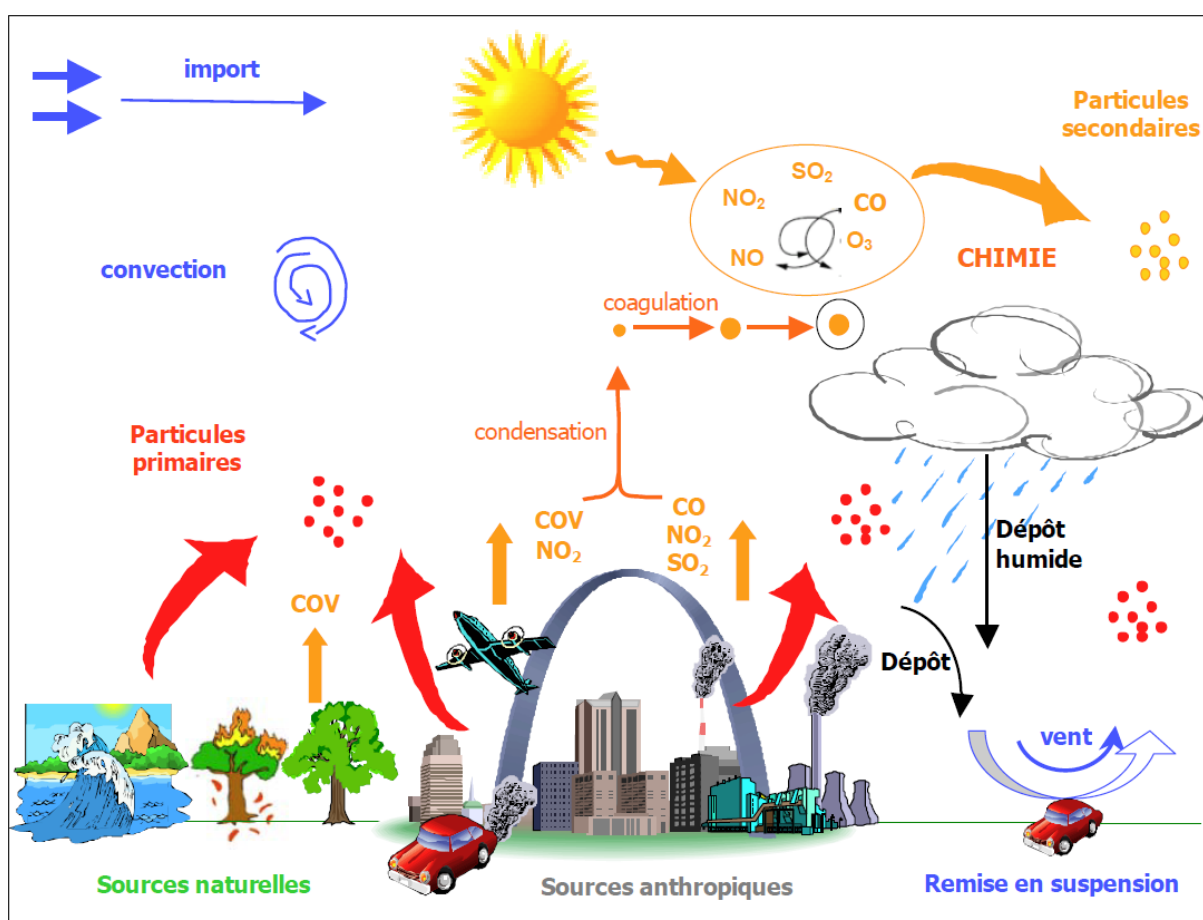 import
Particules
secondaires
SO₂
NO₂
CO
O₃
NO
CHIMIE
convection
coagulation
condensation
Particules
primaires
COV
NO₂
CO
NO₂
SO₂
Dépôt
humide
COV
Dépôt
vent
Sources naturelles
Sources anthropiques
Remise en suspension